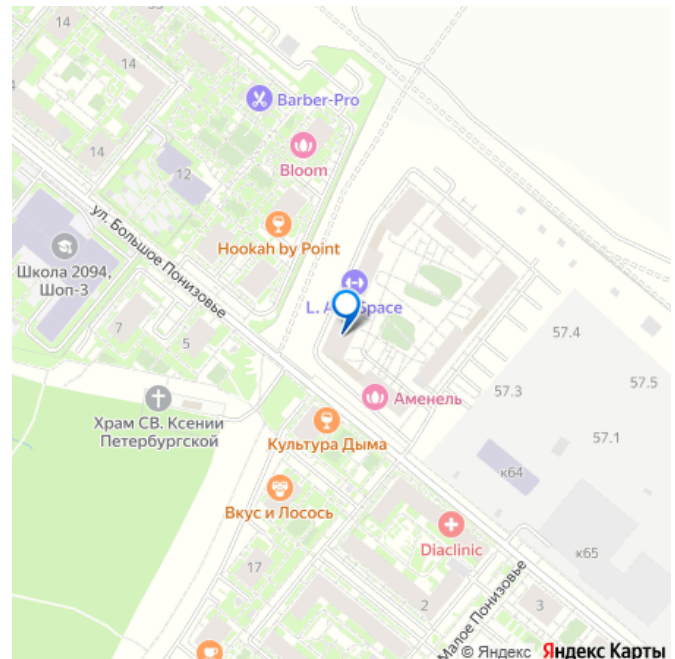 33
14
14
4
14
Barber-Pro
Bloom
12
ул. Большое Понизовье
Hookah by Point
Школа 2094,
Шоп-3
L. A Space
7
5
57.4
57.5
57.3
57.1
Аменель
Храм СВ. Ксении
Петербургской
Культура Дыма
к64
Вкус и Лосось
Diaclinic
к65
17
2
3
Малое Понизовье
© Яндекс Яндекс Карты